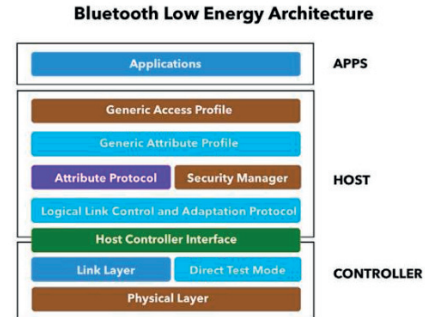 Bluetooth Low Energy Architecture
Applications
APPS
Generic Access Profile
Generic Attribute Profile
Attribute Protocol
Security Manager
HOST
Logical Link Control and Adaptation Protocol
Host Controller Interface
Link Layer
Direct Test Mode
CONTROLLER
Physical Layer